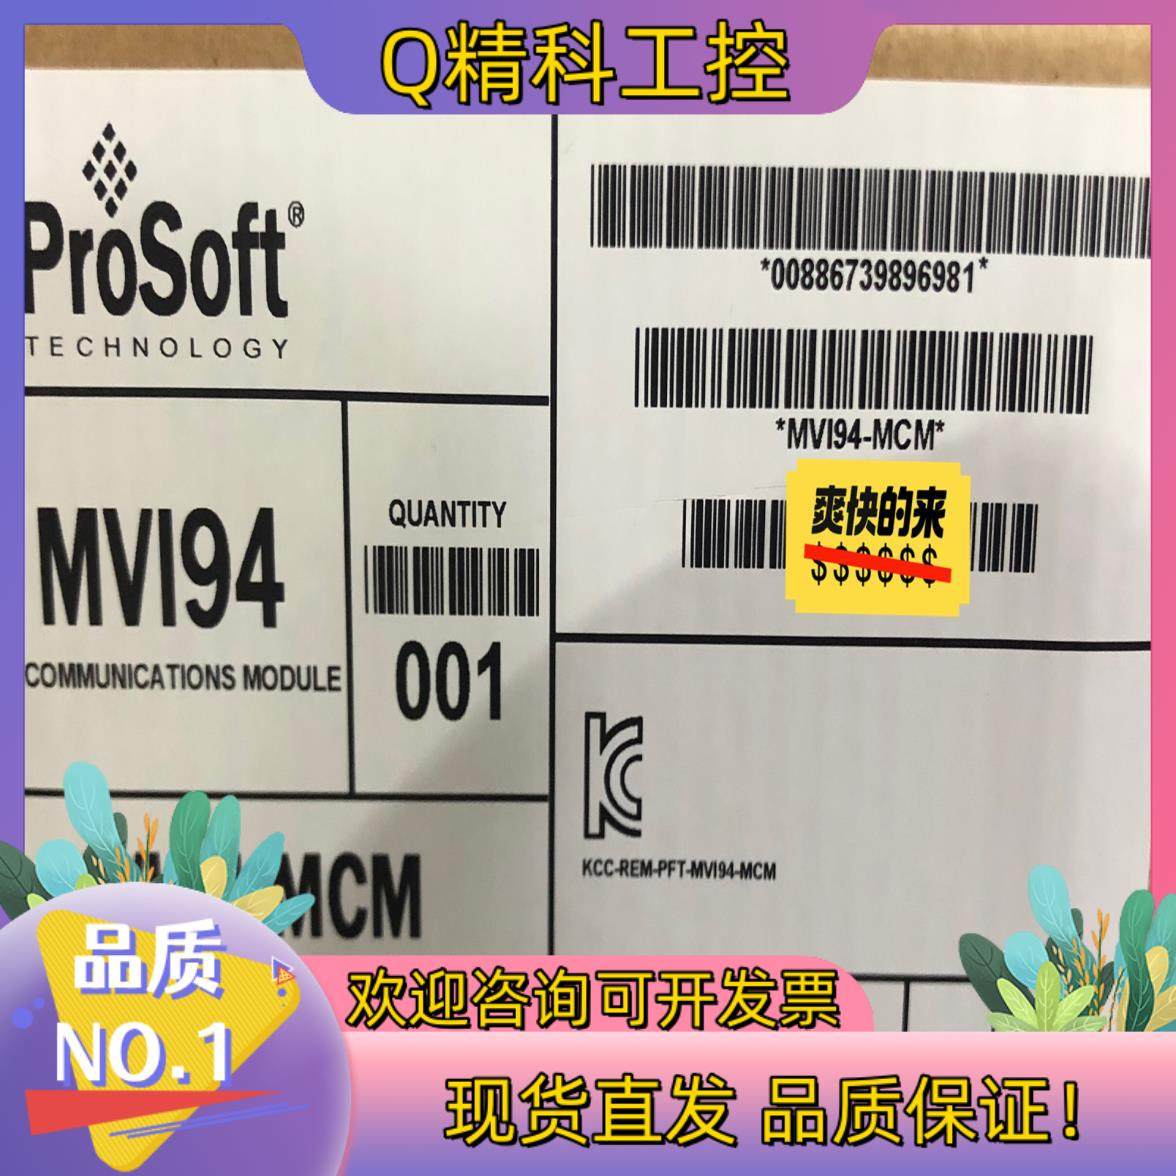 Q精科工控
ProSoft®
TECHNOLOGY
*00886739896981*
*MVI94-MCM*
爽快的来
$$$$$$
MVI94
COMMUNICATIONS MODULE
QUANTITY
001
KCC-REM-PFT-MVI94-MCM
MCM
品质
NO.1
欢迎咨询可开发票
现货直发 品质保证!